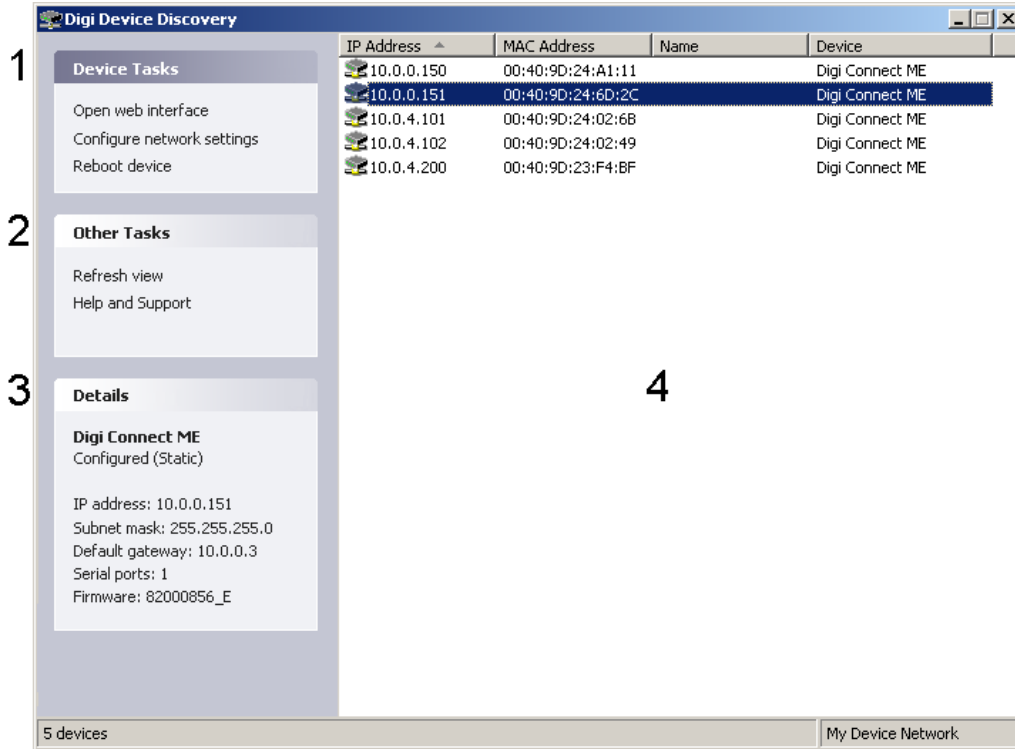 Digi Device Discovery
1
Device Tasks
Open web interface
Configure network settings
Reboot device
2
Other Tasks
Refresh view
Help and Support
3
Details
Digi Connect ME
Configured (Static)
IP address: 10.0.0.151
Subnet mask: 255.255.255.0
Default gateway: 10.0.0.3
Serial ports: 1
Firmware: 82000856_E
IP Address MAC Address Name Device
10.0.0.150 00:40:9D:24:A1:11 Digi Connect ME
10.0.0.151 00:40:9D:24:6D:2C Digi Connect ME
10.0.4.101 00:40:9D:24:02:6B Digi Connect ME
10.0.4.102 00:40:9D:24:02:49 Digi Connect ME
10.0.4.200 00:40:9D:23:F4:BF Digi Connect ME
4
5 devices My Device Network